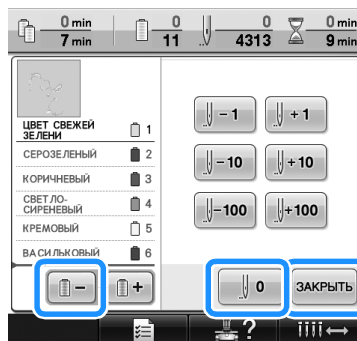 0 min 0 0 0 min
7 min 11 4313 9 min
ЦВЕТ СВЕЖЕЙ
ЗЕЛЕНИ 1
СЕРОЗЕЛЕНЫЙ 2
КОРИЧНЕВЫЙ 3
СВЕТЛО-
СИРЕНЕВЫЙ 4
КРЕМОВЫЙ 5
ВАСИЛЬКОВЫЙ 6
-1 +1
-10 +10
-100 +100
- + 0 ЗАКРЫТЬ
?